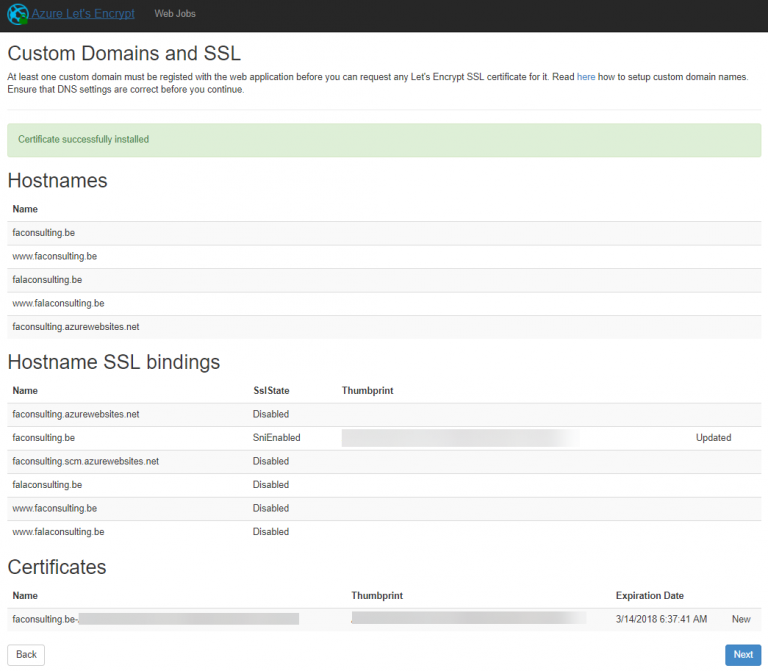 Azure Let's Encrypt Web Jobs
Custom Domains and SSL
At least one custom domain must be registed with the web application before you can request any Let's Encrypt SSL certificate for it. Read here how to setup custom domain names.
Ensure that DNS settings are correct before you continue.
Certificate successfully installed
Hostnames
Name
faconsulting.be
www.faconsulting.be
falaconsulting.be
www.falaconsulting.be
faconsulting.azurewebsites.net
Hostname SSL bindings
Name SslState Thumbprint
faconsulting.azurewebsites.net Disabled
faconsulting.be SniEnabled Updated
faconsulting.scm.azurewebsites.net Disabled
falaconsulting.be Disabled
www.faconsulting.be Disabled
www.falaconsulting.be Disabled
Certificates
Name Thumbprint Expiration Date
faconsulting.be- 3/14/2018 6:37:41 AM New
Back Next